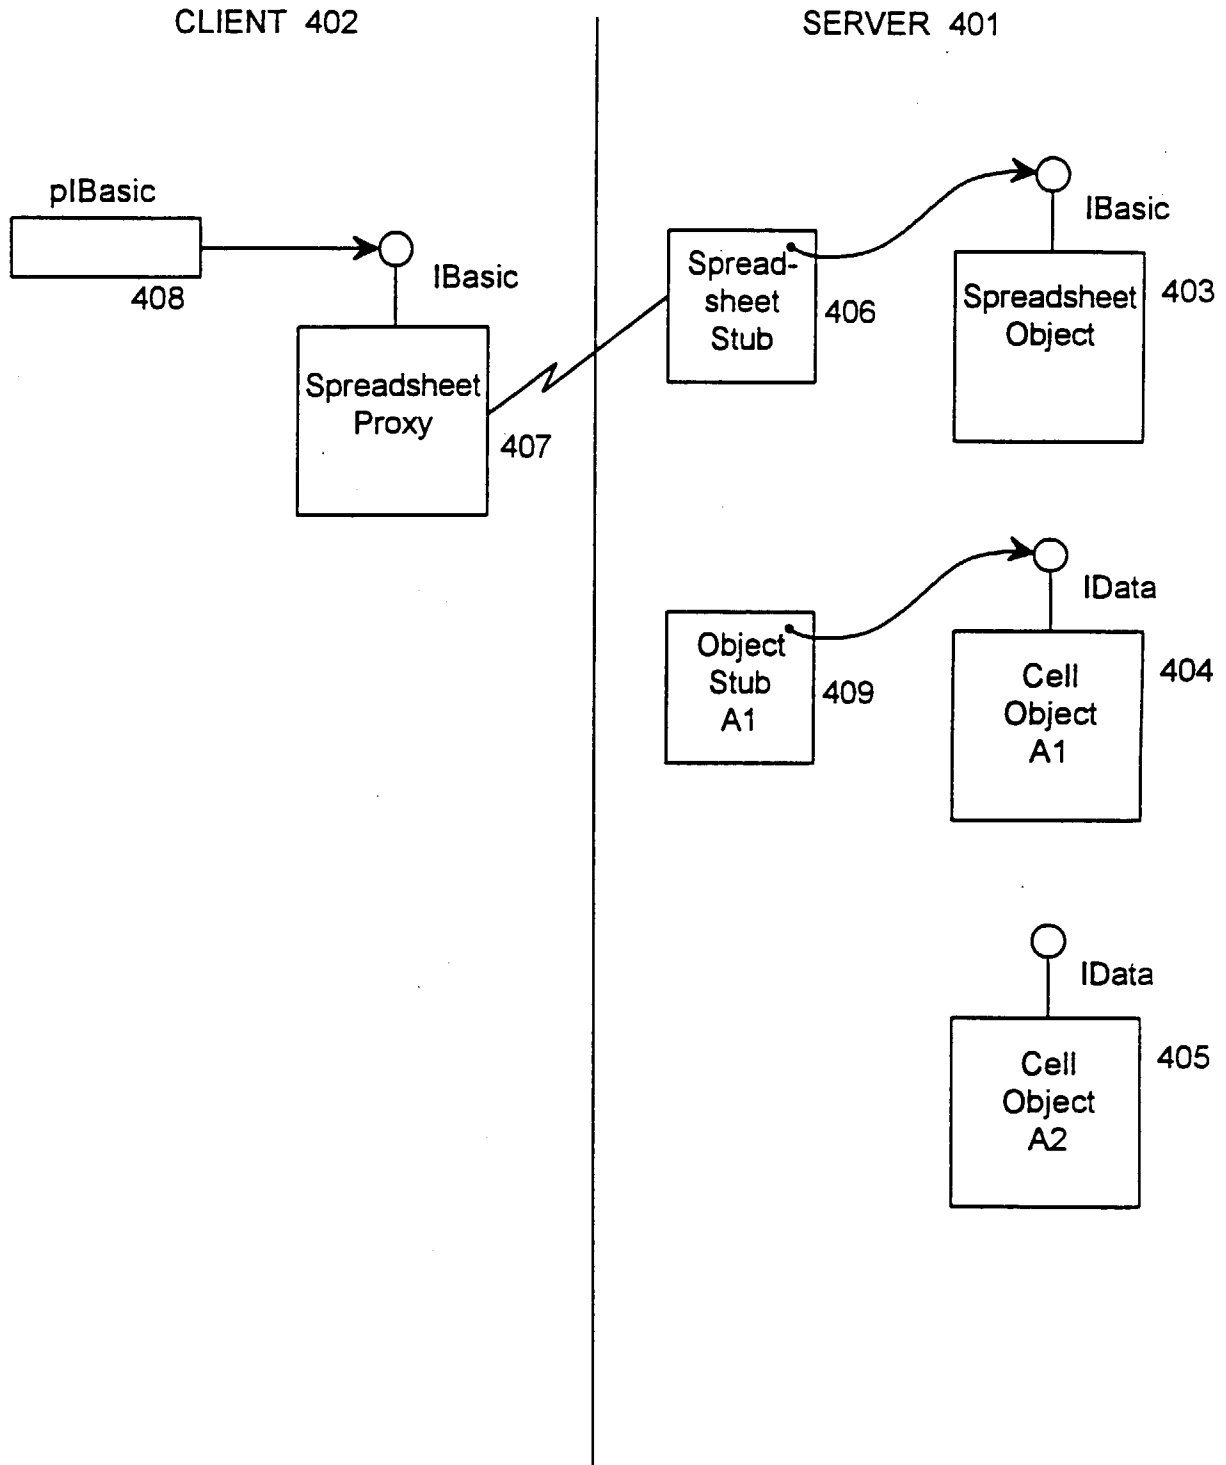 CLIENT 402
SERVER 401
pIBasic
408
IBasic
Spreadsheet
Proxy
407
Spread-
sheet
Stub
406
IBasic
Spreadsheet
Object
403
Object
Stub
A1
409
IData
Cell
Object
A1
404
IData
Cell
Object
A2
405